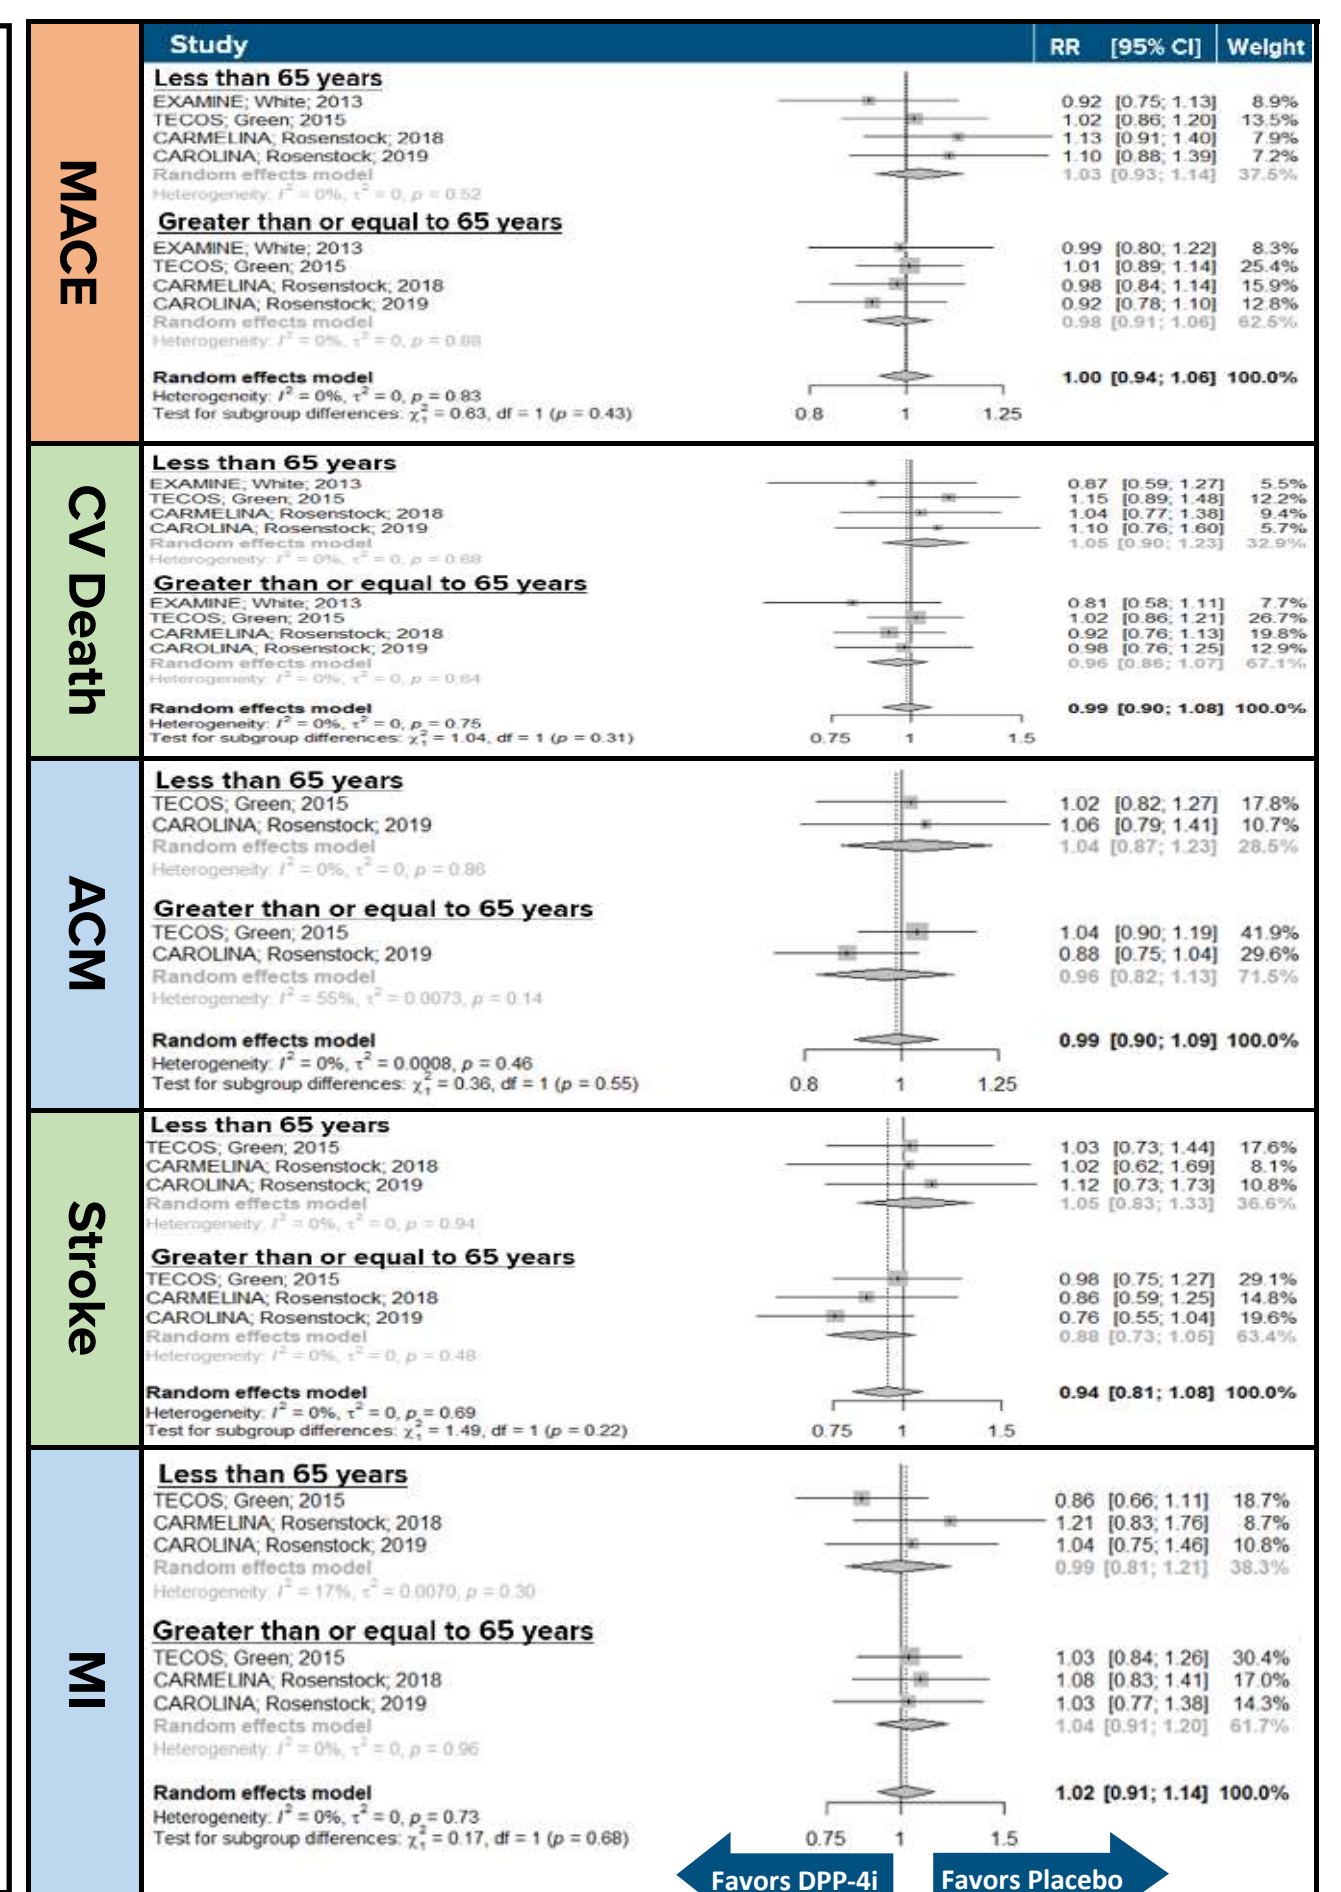 Study RR [95% CI] Weight
MACE
Less than 65 years
EXAMINE; White; 2013 0.92 [0.75; 1.13] 8.9%
TECOS; Green; 2015 1.02 [0.86; 1.20] 13.5%
CARMELINA; Rosenstock; 2018 1.13 [0.91; 1.40] 7.9%
CAROLINA; Rosenstock; 2019 1.10 [0.88; 1.39] 7.2%
Random effects model 1.03 [0.93; 1.14] 37.5%
Heterogeneity: I² = 0%, τ² = 0, p = 0.52
Greater than or equal to 65 years
EXAMINE; White; 2013 0.99 [0.80; 1.22] 8.3%
TECOS; Green; 2015 1.01 [0.89; 1.14] 25.4%
CARMELINA; Rosenstock; 2018 0.98 [0.84; 1.14] 15.9%
CAROLINA; Rosenstock; 2019 0.92 [0.78; 1.10] 12.8%
Random effects model 0.98 [0.91; 1.06] 62.5%
Heterogeneity: I² = 0%, τ² = 0, p = 0.88
Random effects model 1.00 [0.94; 1.06] 100.0%
Heterogeneity: I² = 0%, τ² = 0, p = 0.83
Test for subgroup differences: χ₁² = 0.63, df = 1 (p = 0.43)
0.8 1 1.25
CV Death
Less than 65 years
EXAMINE; White; 2013 0.87 [0.59; 1.27] 5.5%
TECOS; Green; 2015 1.15 [0.89; 1.48] 12.2%
CARMELINA; Rosenstock; 2018 1.04 [0.77; 1.38] 9.4%
CAROLINA; Rosenstock; 2019 1.10 [0.76; 1.60] 5.7%
Random effects model 1.05 [0.90; 1.23] 32.9%
Heterogeneity: I² = 0%, τ² = 0, p = 0.68
Greater than or equal to 65 years
EXAMINE; White; 2013 0.81 [0.58; 1.11] 7.7%
TECOS; Green; 2015 1.02 [0.86; 1.21] 26.7%
CARMELINA; Rosenstock; 2018 0.92 [0.76; 1.13] 19.8%
CAROLINA; Rosenstock; 2019 0.98 [0.76; 1.25] 12.9%
Random effects model 0.96 [0.86; 1.07] 67.1%
Heterogeneity: I² = 0%, τ² = 0, p = 0.64
Random effects model 0.99 [0.90; 1.08] 100.0%
Heterogeneity: I² = 0%, τ² = 0, p = 0.75
Test for subgroup differences: χ₁² = 1.04, df = 1 (p = 0.31)
0.75 1 1.5
ACM
Less than 65 years
TECOS; Green; 2015 1.02 [0.82; 1.27] 17.8%
CAROLINA; Rosenstock; 2019 1.06 [0.79; 1.41] 10.7%
Random effects model 1.04 [0.87; 1.23] 28.5%
Heterogeneity: I² = 0%, τ² = 0, p = 0.86
Greater than or equal to 65 years
TECOS; Green; 2015 1.04 [0.90; 1.19] 41.9%
CAROLINA; Rosenstock; 2019 0.88 [0.75; 1.04] 29.6%
Random effects model 0.96 [0.82; 1.13] 71.5%
Heterogeneity: I² = 55%, τ² = 0.0073, p = 0.14
Random effects model 0.99 [0.90; 1.09] 100.0%
Heterogeneity: I² = 0%, τ² = 0.0008, p = 0.46
Test for subgroup differences: χ₁² = 0.36, df = 1 (p = 0.55)
0.8 1 1.25
Stroke
Less than 65 years
TECOS; Green; 2015 1.03 [0.73; 1.44] 17.6%
CARMELINA; Rosenstock; 2018 1.02 [0.62; 1.69] 8.1%
CAROLINA; Rosenstock; 2019 1.12 [0.73; 1.73] 10.8%
Random effects model 1.05 [0.83; 1.33] 36.6%
Heterogeneity: I² = 0%, τ² = 0, p = 0.94
Greater than or equal to 65 years
TECOS; Green; 2015 0.98 [0.75; 1.27] 29.1%
CARMELINA; Rosenstock; 2018 0.86 [0.59; 1.25] 14.8%
CAROLINA; Rosenstock; 2019 0.76 [0.55; 1.04] 19.6%
Random effects model 0.88 [0.73; 1.05] 63.4%
Heterogeneity: I² = 0%, τ² = 0, p = 0.48
Random effects model 0.94 [0.81; 1.08] 100.0%
Heterogeneity: I² = 0%, τ² = 0, p = 0.69
Test for subgroup differences: χ₁² = 1.49, df = 1 (p = 0.22)
0.75 1 1.5
MI
Less than 65 years
TECOS; Green; 2015 0.86 [0.66; 1.11] 18.7%
CARMELINA; Rosenstock; 2018 1.21 [0.83; 1.76] 8.7%
CAROLINA; Rosenstock; 2019 1.04 [0.75; 1.46] 10.8%
Random effects model 0.99 [0.81; 1.21] 38.3%
Heterogeneity: I² = 17%, τ² = 0.0070, p = 0.30
Greater than or equal to 65 years
TECOS; Green; 2015 1.03 [0.84; 1.26] 30.4%
CARMELINA; Rosenstock; 2018 1.08 [0.83; 1.41] 17.0%
CAROLINA; Rosenstock; 2019 1.03 [0.77; 1.38] 14.3%
Random effects model 1.04 [0.91; 1.20] 61.7%
Heterogeneity: I² = 0%, τ² = 0, p = 0.96
Random effects model 1.02 [0.91; 1.14] 100.0%
Heterogeneity: I² = 0%, τ² = 0, p = 0.73
Test for subgroup differences: χ₁² = 0.17, df = 1 (p = 0.68)
0.75 1 1.5
Favors DPP-4i Favors Placebo